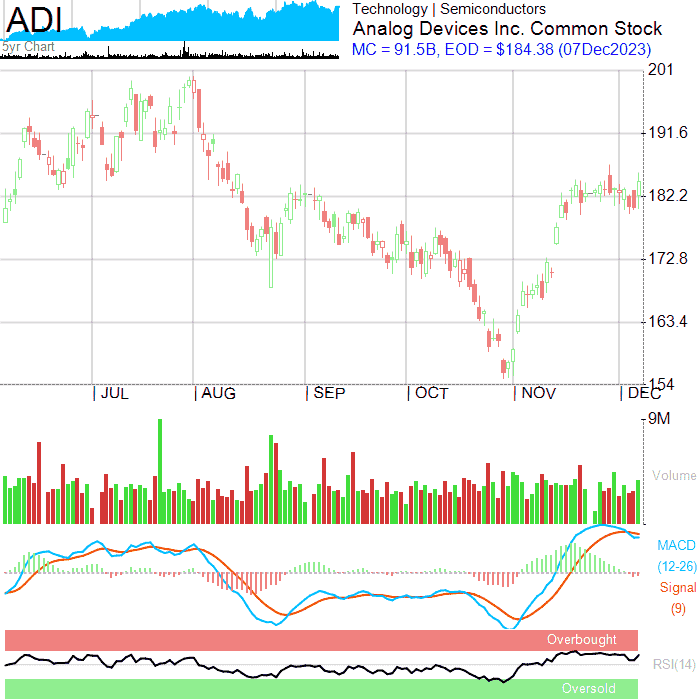 ADI
5yr Chart
Technology | Semiconductors
Analog Devices Inc. Common Stock
MC = 91.5B, EOD = $184.38 (07Dec2023)
201
191.6
182.2
172.8
163.4
154
| JUL | AUG | SEP | OCT | NOV | DEC
9M
Volume
MACD
(12-26)
Signal
(9)
Overbought
RSI(14)
Oversold